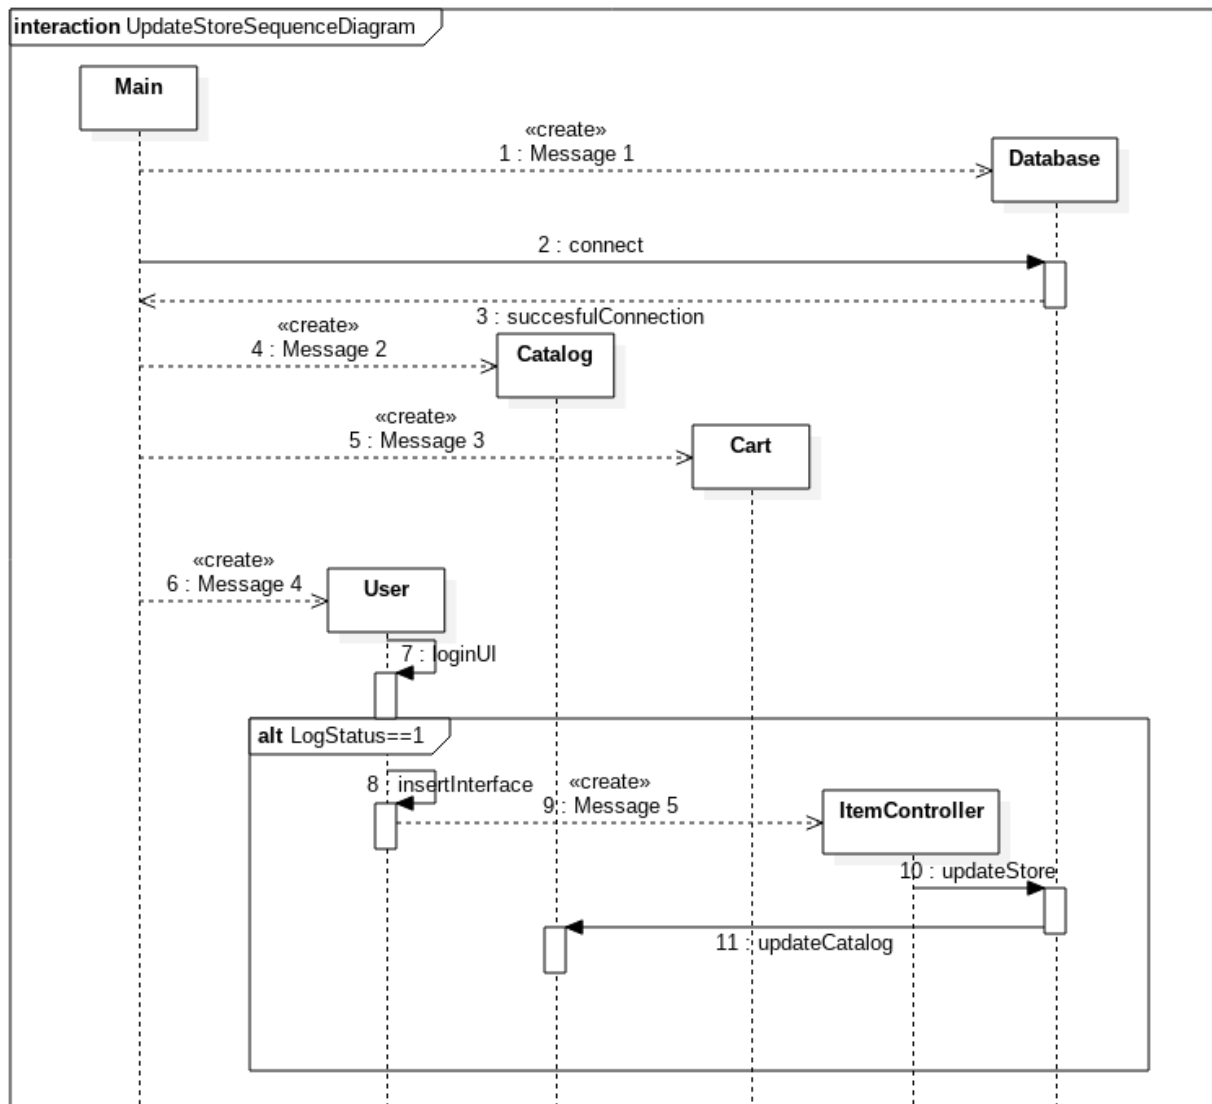 interaction UpdateStoreSequenceDiagram
Main
«create»
1 : Message 1
Database
2 : connect
3 : succesfulConnection
«create»
4 : Message 2
Catalog
«create»
5 : Message 3
Cart
«create»
6 : Message 4
User
7 : loginUI
alt LogStatus==1
8 : insertInterface
«create»
9 : Message 5
ItemController
10 : updateStore
11 : updateCatalog